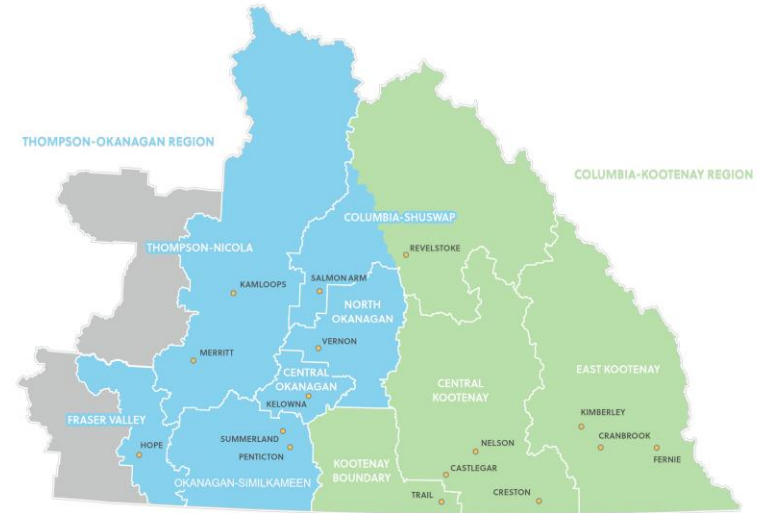 THOMPSON-OKANAGAN REGION
COLUMBIA-KOOTENAY REGION
COLUMBIA-SHUSWAP
THOMPSON-NICOLA
REVELSTOKE
KAMLOOPS
SALMON ARM
NORTH
OKANAGAN
VERNON
MERRITT
CENTRAL
OKANAGAN
EAST KOOTENAY
CENTRAL
KOOTENAY
KELOWNA
KIMBERLEY
FRASER VALLEY
SUMMERLAND
HOPE
NELSON
CRANBROOK
PENTICTON
FERNIE
KOOTENAY
BOUNDARY
CASTLEGAR
OKANAGAN-SIMILKAMEEN
TRAIL
CRESTON